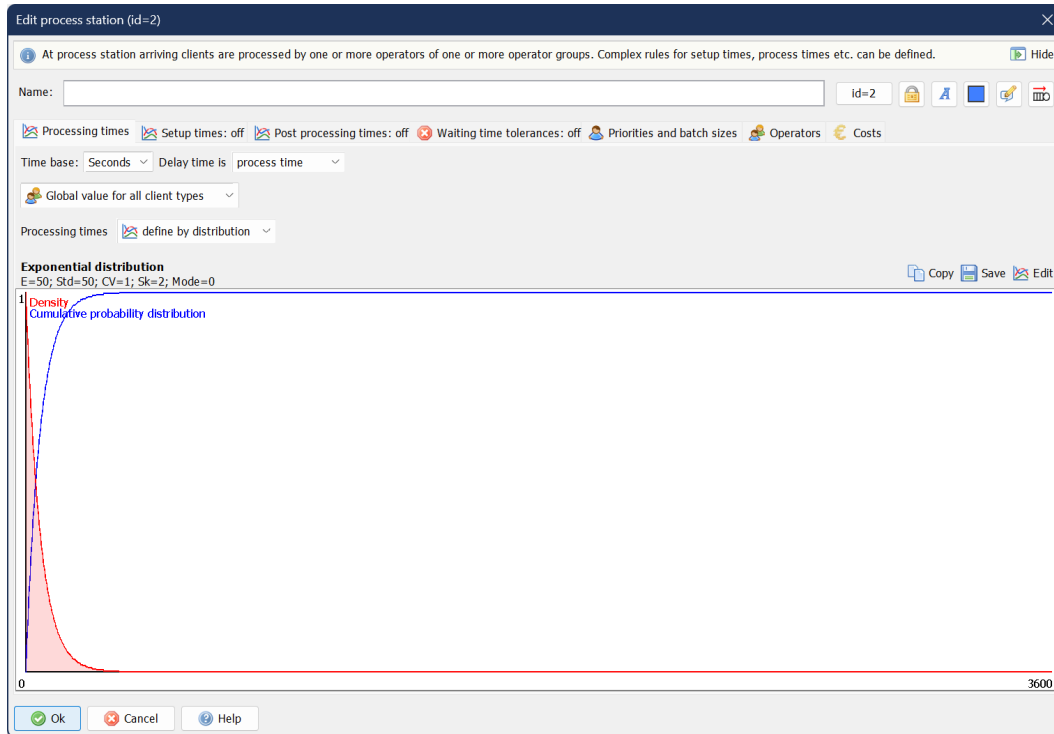 Edit process station (id=2)
At process station arriving clients are processed by one or more operators of one or more operator groups. Complex rules for setup times, process times etc. can be defined. Hide
Name: id=2
Processing times Setup times: off Post processing times: off Waiting time tolerances: off Priorities and batch sizes Operators Costs
Time base: Seconds Delay time is process time
Global value for all client types
Processing times define by distribution
Exponential distribution
E=50; Std=50; CV=1; Sk=2; Mode=0
Copy Save Edit
1
Density
Cumulative probability distribution
0 3600
Ok Cancel Help